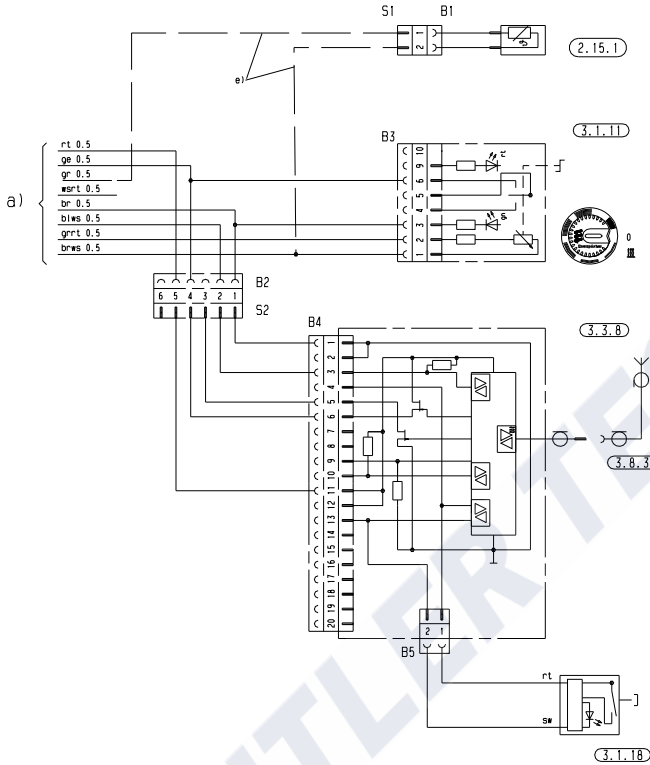 S1 B1
1
2
2.15.1
e)
B3
3.1.11
10
9
6
5
4
3
2
1
a)
rt 0.5
ge 0.5
gr 0.5
wsrt 0.5
br 0.5
blws 0.5
grrt 0.5
brws 0.5
0
B2
6 5 4 3 2 1
S2
B4
3.3.8
1
2
3
4
5
6
7
8
9
10
11
12
13
14
15
16
17
18
19
20
3.8.3
2 1
B5
rt
sw
3.1.18